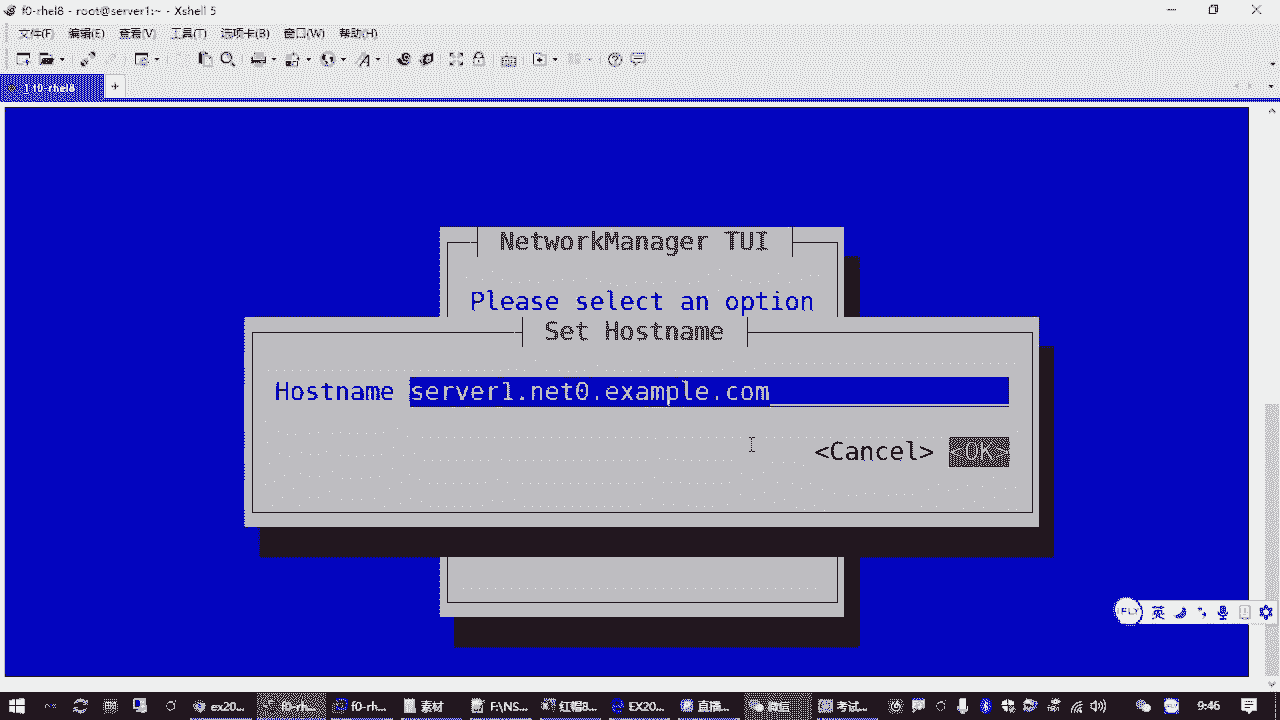 f0-rhel8 - root@server1:~ - Xshell 5
文件(F) 编辑(E) 查看(V) 工具(T) 选项卡(B) 窗口(W) 帮助(H)
1 f0-rhel8 +
NetworkManager TUI
Please select an option
Set Hostname
Hostname server1.net0.example.com
<Cancel> <OK>
FLY 英
ex20... f0-rh... f0-rh... 素材 F:\NS... 红帽8... EX20... 直播... 微信 考试... 9:46